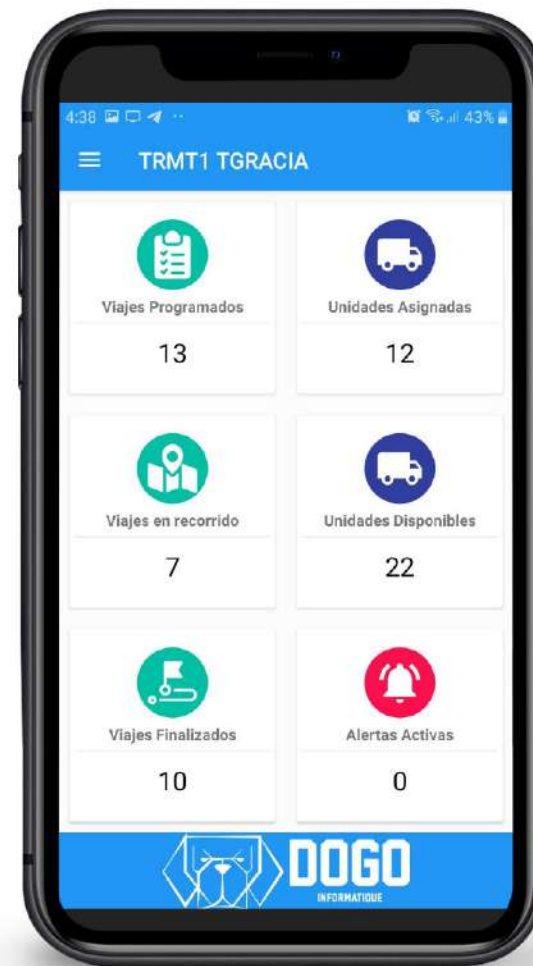 4:38
43%
TRMT1 TGRACIA
Viajes Programados
13
Unidades Asignadas
12
Viajes en recorrido
7
Unidades Disponibles
22
Viajes Finalizados
10
Alertas Activas
0
DOGO
INFORMATIQUE